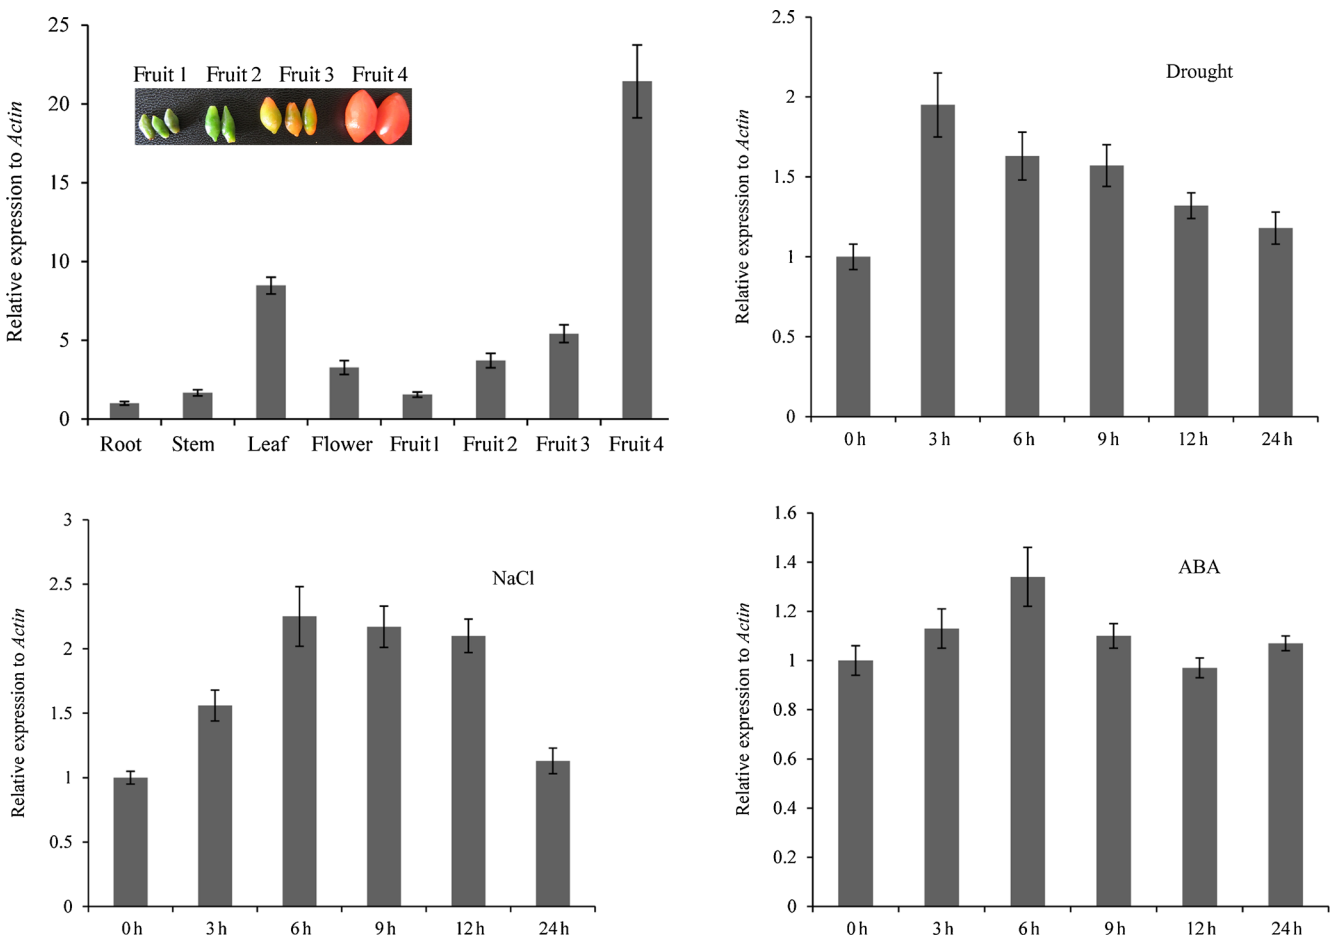 Relative expression to Actin
25
20
15
10
5
0
Fruit 1 Fruit 2 Fruit 3 Fruit 4
Root Stem Leaf Flower Fruit1 Fruit 2 Fruit 3 Fruit 4
Relative expression to Actin
2.5
2
1.5
1
0.5
0
Drought
0 h 3 h 6 h 9 h 12 h 24 h
Relative expression to Actin
3
2.5
2
1.5
1
0.5
0
NaCl
0 h 3 h 6 h 9 h 12 h 24 h
Relative expression to Actin
1.6
1.4
1.2
1
0.8
0.6
0.4
0.2
0
ABA
0 h 3 h 6 h 9 h 12 h 24 h